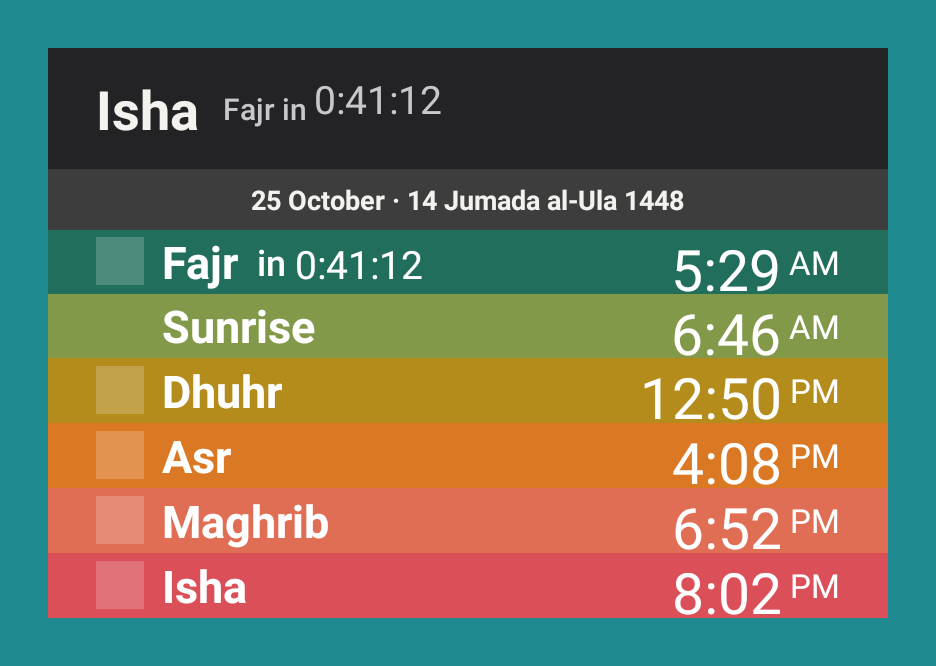 Isha Fajr in 0:41:12
25 October · 14 Jumada al-Ula 1448
Fajr in 0:41:12 5:29 AM
Sunrise 6:46 AM
Dhuhr 12:50 PM
Asr 4:08 PM
Maghrib 6:52 PM
Isha 8:02 PM